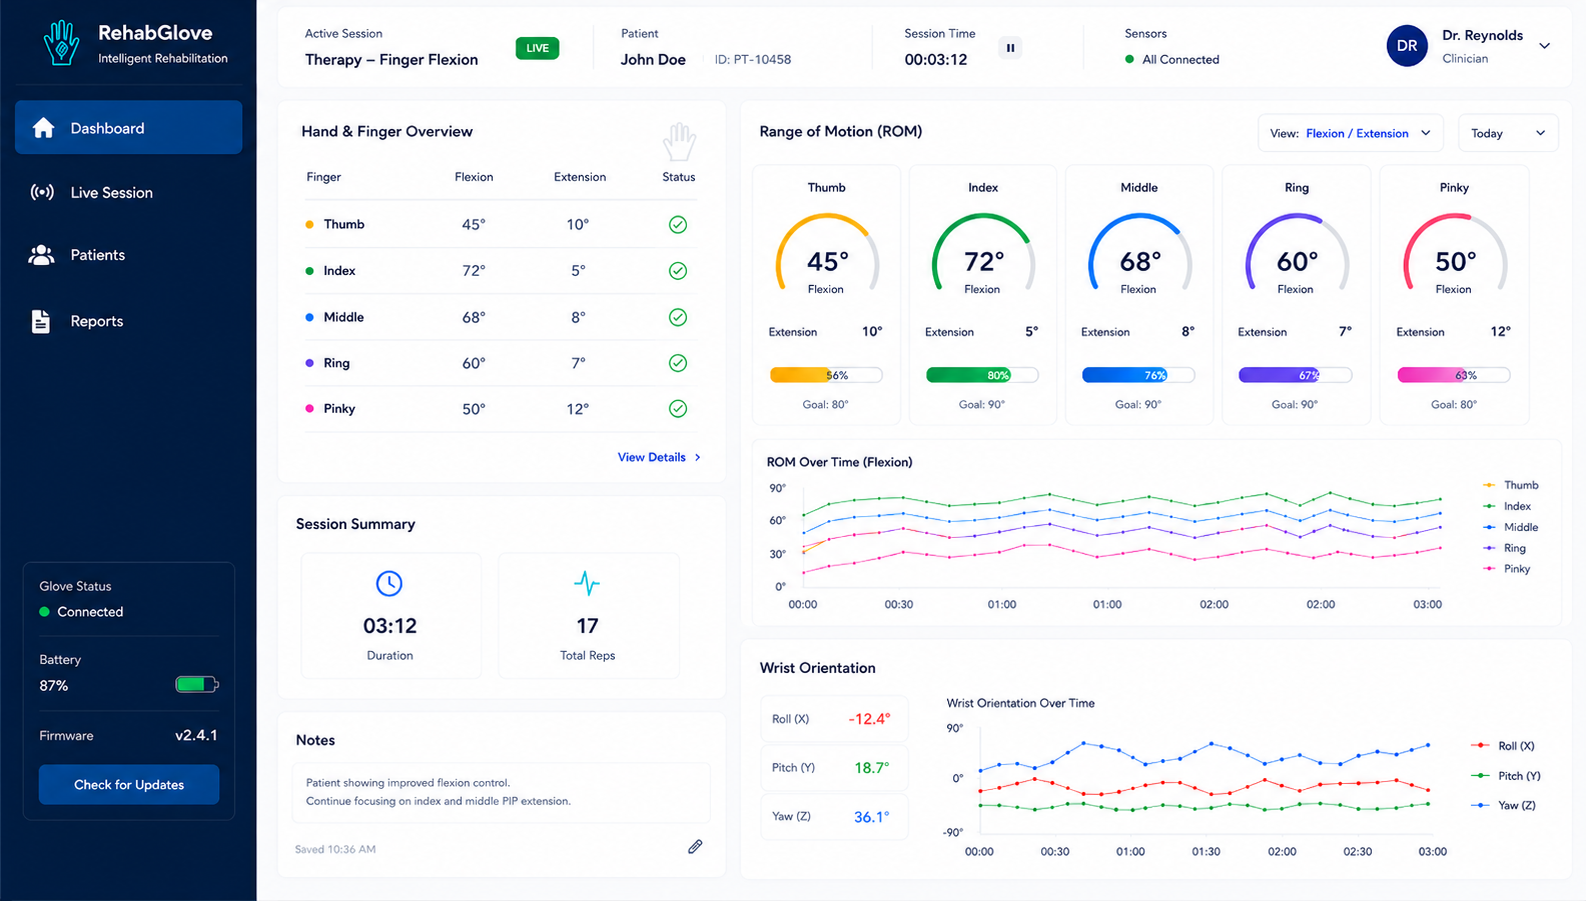 RehabGlove
Intelligent Rehabilitation
Dashboard
Live Session
Patients
Reports
Glove Status
Connected
Battery
87%
Firmware v2.4.1
Check for Updates
Active Session
Therapy – Finger Flexion
LIVE
Patient
John Doe ID: PT-10458
Session Time
00:03:12
Sensors
All Connected
DR
Dr. Reynolds
Clinician
Hand & Finger Overview
Finger Flexion Extension Status
Thumb 45° 10°
Index 72° 5°
Middle 68° 8°
Ring 60° 7°
Pinky 50° 12°
View Details
Session Summary
03:12
Duration
17
Total Reps
Notes
Patient showing improved flexion control.
Continue focusing on index and middle PIP extension.
Saved 10:36 AM
Range of Motion (ROM)
View: Flexion / Extension
Today
Thumb
45°
Flexion
Extension 10°
56%
Goal: 80°
Index
72°
Flexion
Extension 5°
80%
Goal: 90°
Middle
68°
Flexion
Extension 8°
76%
Goal: 90°
Ring
60°
Flexion
Extension 7°
67%
Goal: 90°
Pinky
50°
Flexion
Extension 12°
63%
Goal: 80°
ROM Over Time (Flexion)
90°
60°
30°
0°
00:00 00:30 01:00 01:00 02:00 02:00 03:00
Thumb
Index
Middle
Ring
Pinky
Wrist Orientation
Roll (X) -12.4°
Pitch (Y) 18.7°
Yaw (Z) 36.1°
Wrist Orientation Over Time
90°
0°
-90°
00:00 00:30 01:00 01:30 02:00 02:30 03:00
Roll (X)
Pitch (Y)
Yaw (Z)